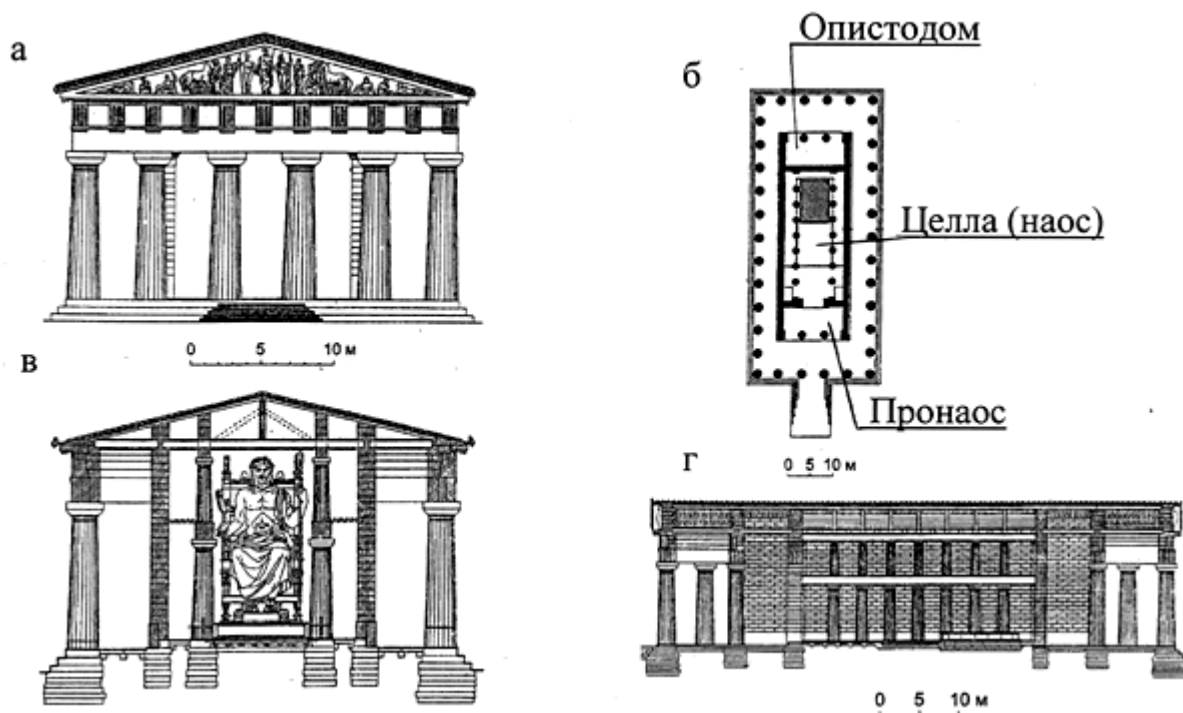 а
0 5 10 м
б
Опистодом
Целла (наос)
Пронаос
0 5 10 м
в
г
0 5 10 м